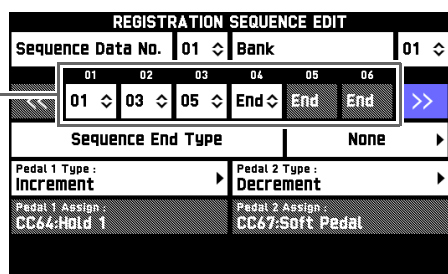 REGISTRATION SEQUENCE EDIT
Sequence Data No. 01 Bank 01
01 02 03 04 05 06
<< 01 03 05 End End End >>
Sequence End Type None
Pedal 1 Type : Pedal 2 Type :
Increment Decrement
Pedal 1 Assign : Pedal 2 Assign :
CC64:Hold 1 CC67:Soft Pedal